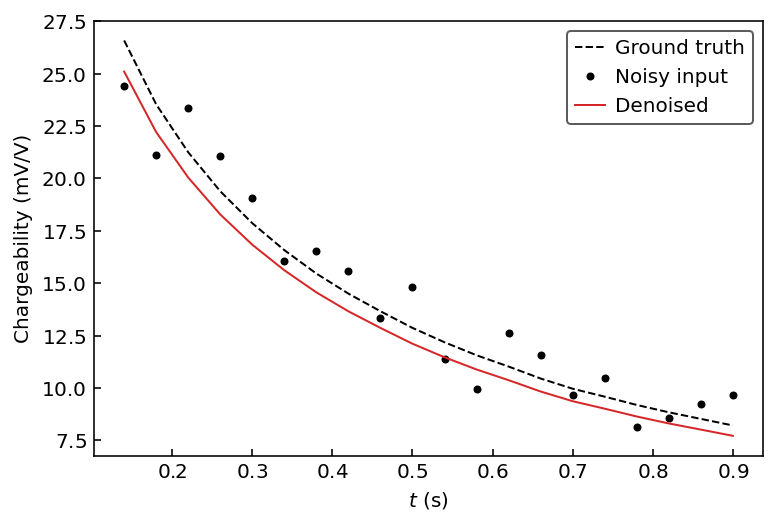 27.5
25.0
22.5
20.0
17.5
15.0
12.5
10.0
7.5
Chargeability (mV/V)
Ground truth
Noisy input
Denoised
0.2 0.3 0.4 0.5 0.6 0.7 0.8 0.9
t (s)